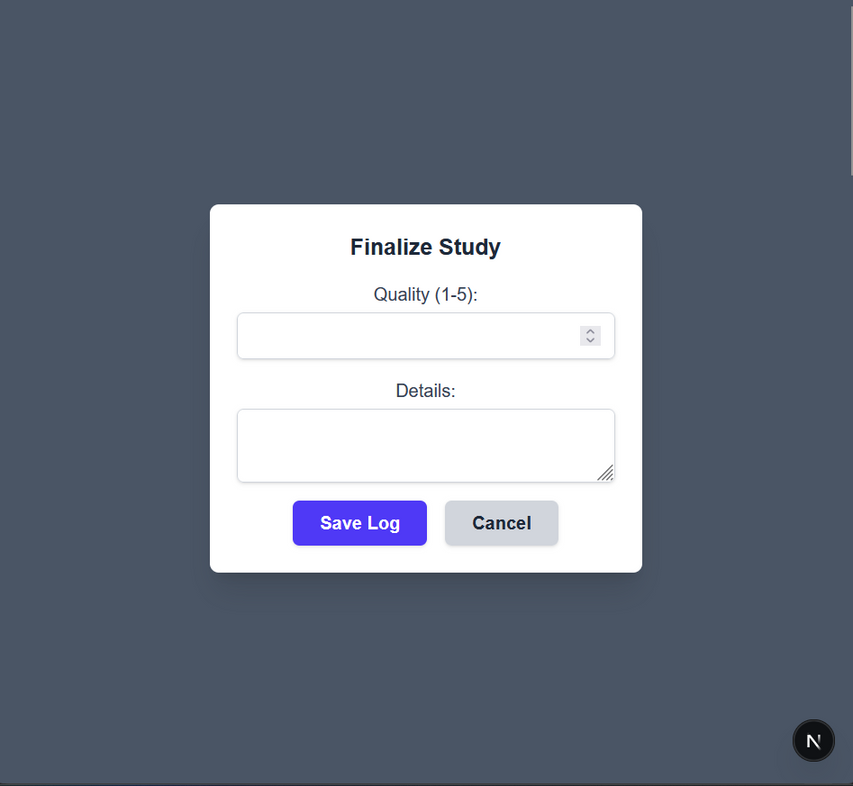 Finalize Study
Quality (1-5):
Details:
Save Log
Cancel
N